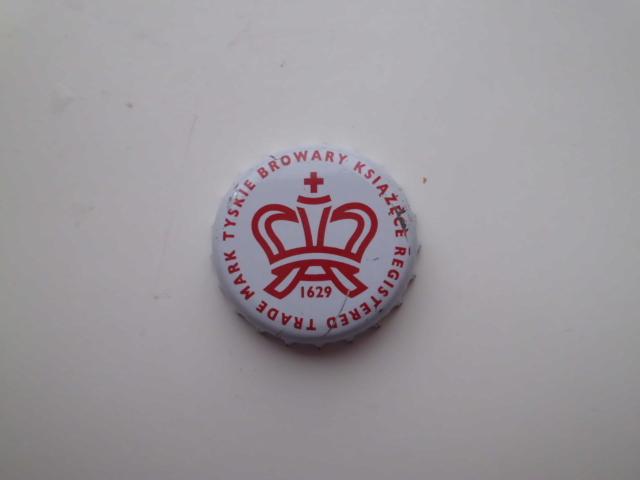 TYSKIE BROWARY KSIĄŻĘCE REGISTERED TRADE MARK
1629